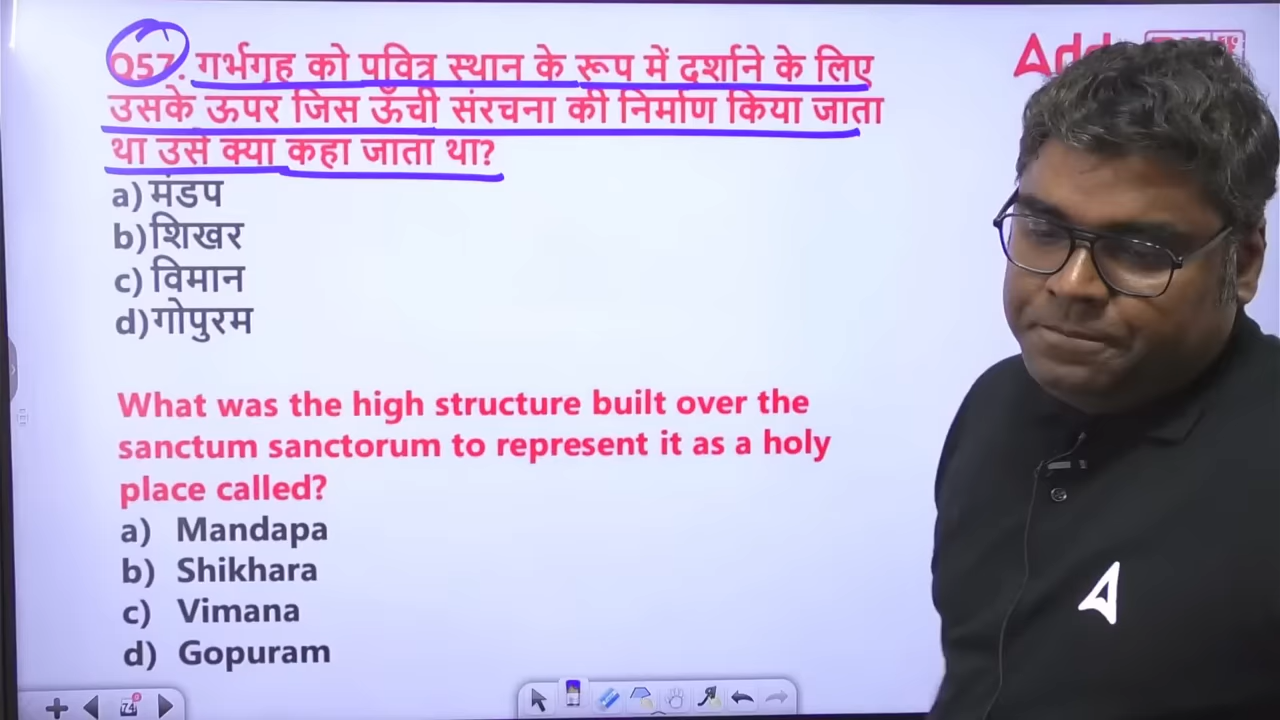 Q57. गर्भगृह को पवित्र स्थान के रूप में दर्शाने के लिए
उसके ऊपर जिस ऊँची संरचना की निर्माण किया जाता
था उसे क्या कहा जाता था?
a) मंडप
b) शिखर
c) विमान
d) गोपुरम
What was the high structure built over the
sanctum sanctorum to represent it as a holy
place called?
a) Mandapa
b) Shikhara
c) Vimana
d) Gopuram
74